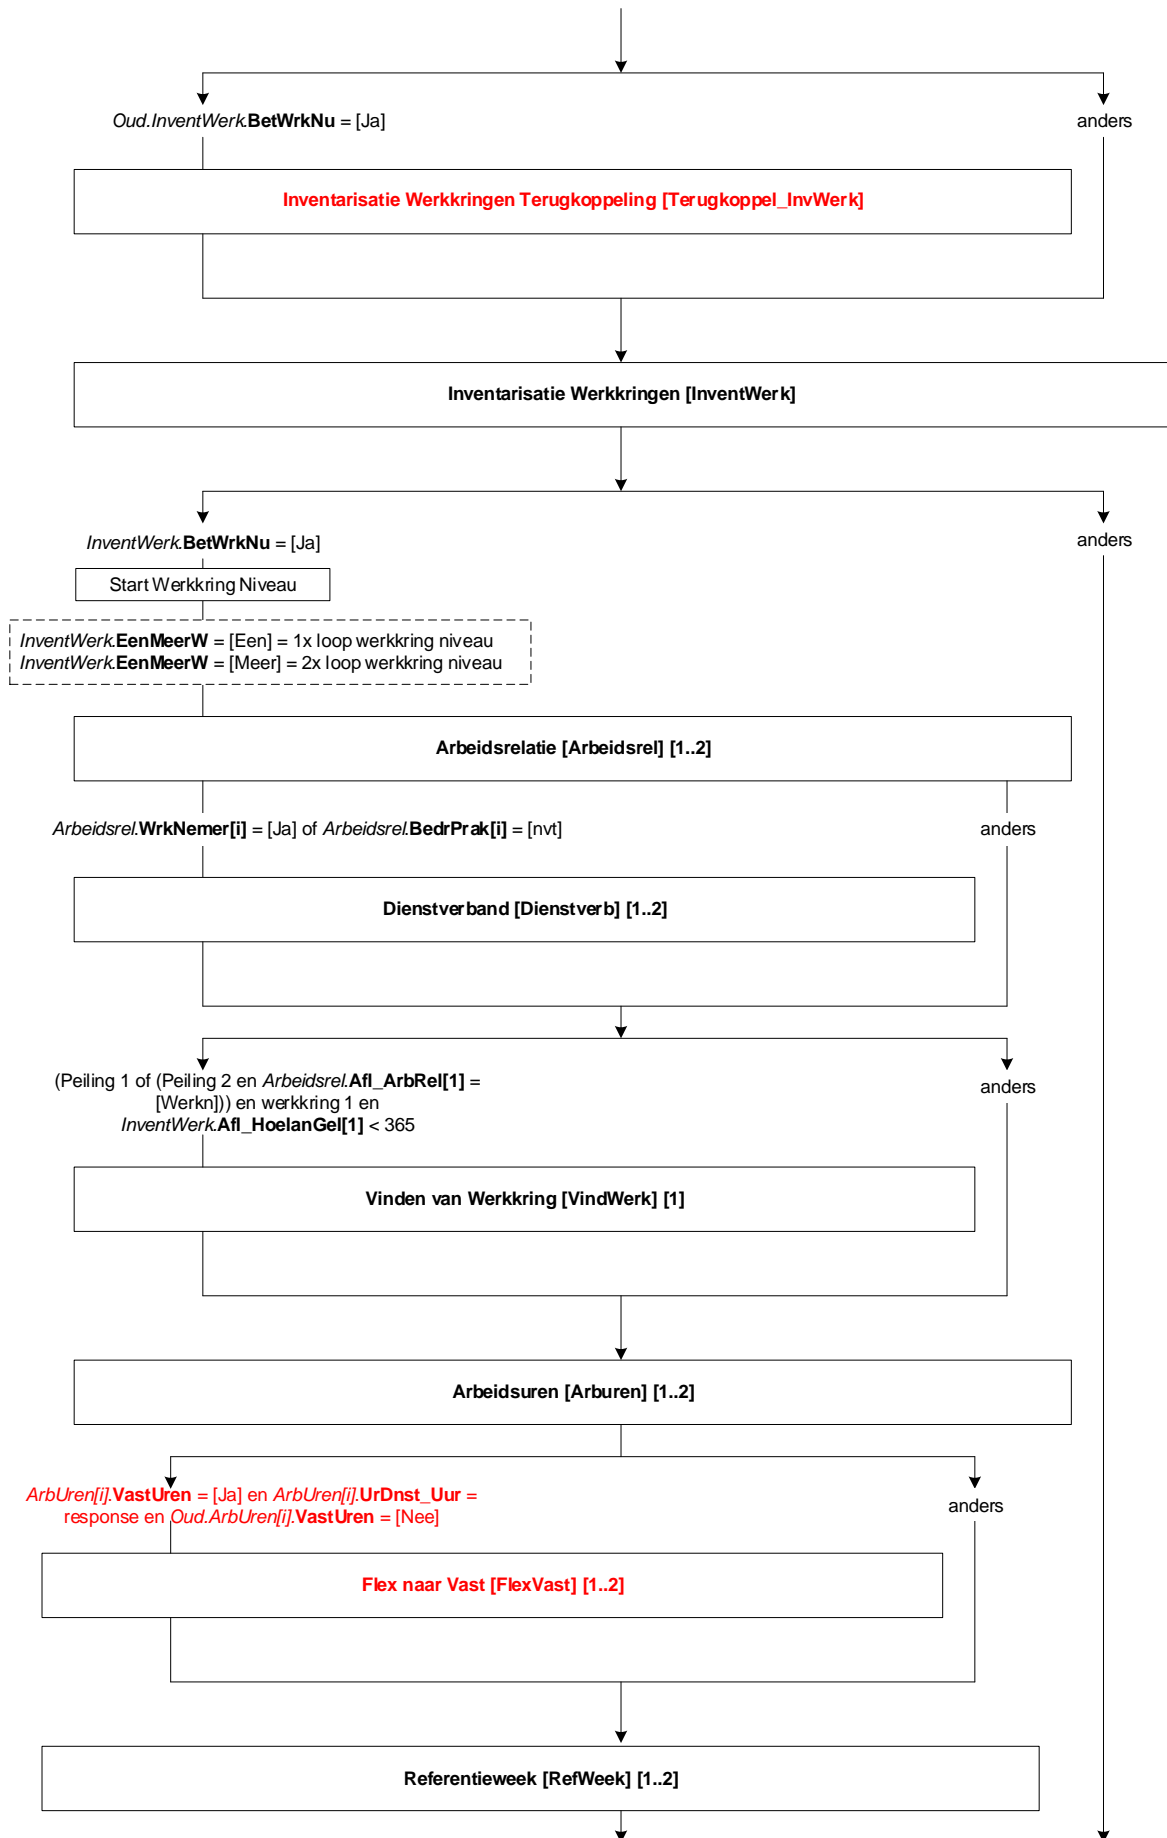 Oud.InventWerk.BetWrkNu = [Ja]
anders
Inventarisatie Werkkringen Terugkoppeling [Terugkoppel_InvWerk]
Inventarisatie Werkkringen [InventWerk]
InventWerk.BetWrkNu = [Ja]
anders
Start Werkkring Niveau
InventWerk.EenMeerW = [Een] = 1x loop werkkring niveau
InventWerk.EenMeerW = [Meer] = 2x loop werkkring niveau
Arbeidsrelatie [Arbeidsrel] [1..2]
Arbeidsrel.WrkNemer[i] = [Ja] of Arbeidsrel.BedrPrak[i] = [nvt]
anders
Dienstverband [Dienstverb] [1..2]
(Peiling 1 of (Peiling 2 en Arbeidsrel.Afl_ArbRel[1] =
[Werkn])) en werkkring 1 en
InventWerk.Afl_HoelanGel[1] < 365
anders
Vinden van Werkkring [VindWerk] [1]
Arbeidsuren [Arburen] [1..2]
ArbUren[i].VastUren = [Ja] en ArbUren[i].UrDnst_Uur =
response en Oud.ArbUren[i].VastUren = [Nee]
anders
Flex naar Vast [FlexVast] [1..2]
Referentieweek [RefWeek] [1..2]